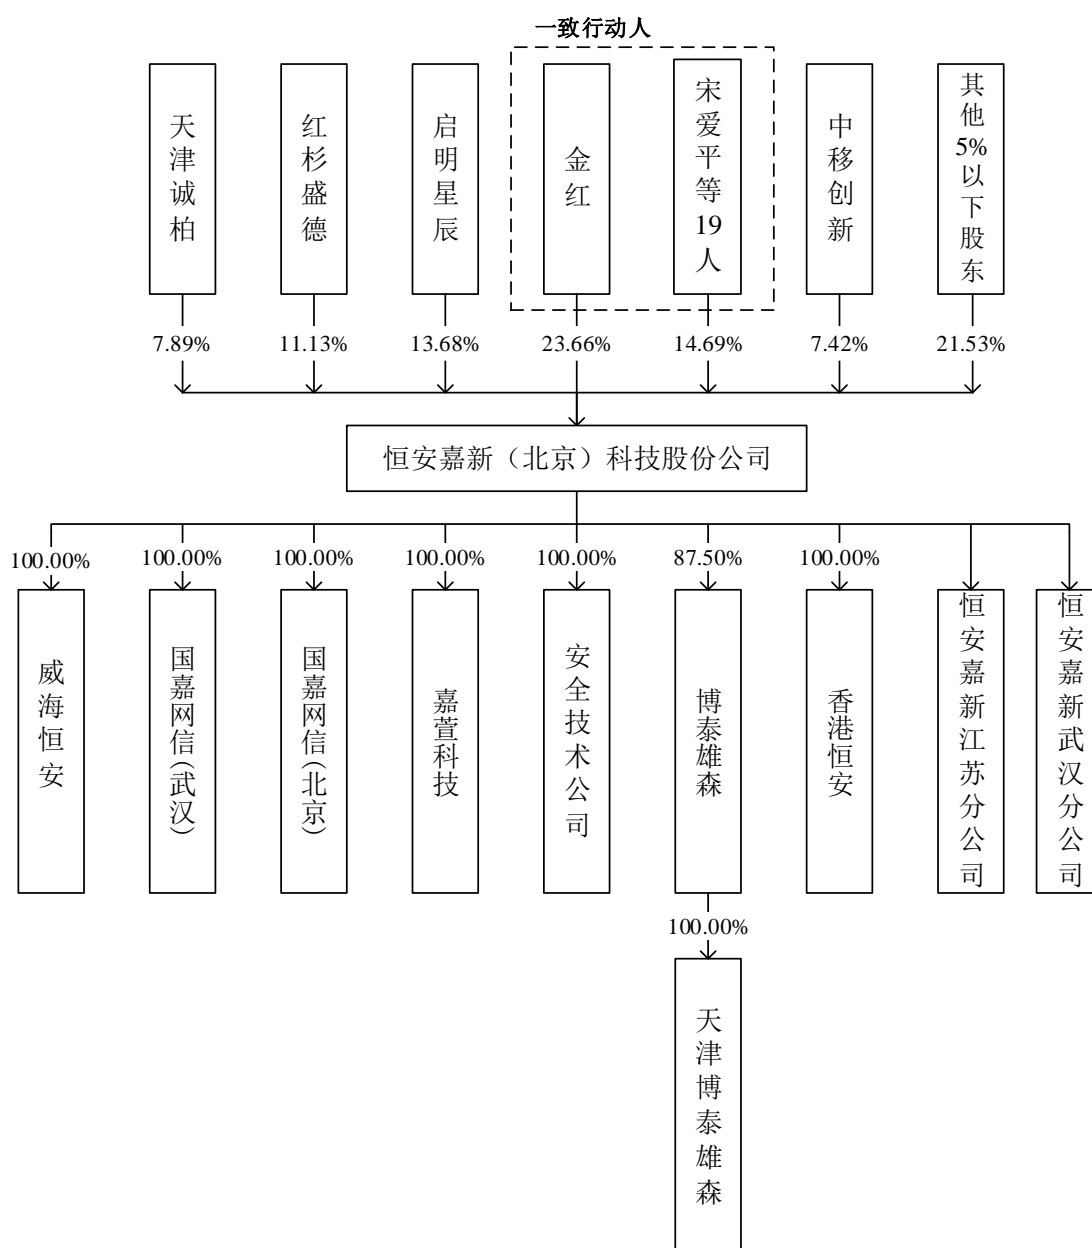 一致行动人
天津诚柏
红杉盛德
启明星辰
金红
宋爱平等19人
中移创新
其他5%以下股东
7.89%
11.13%
13.68%
23.66%
14.69%
7.42%
21.53%
恒安嘉新（北京）科技股份公司
100.00%
100.00%
100.00%
100.00%
100.00%
87.50%
100.00%
威海恒安
国嘉网信(武汉)
国嘉网信(北京)
嘉萱科技
安全技术公司
博泰雄森
香港恒安
恒安嘉新江苏分公司
恒安嘉新武汉分公司
100.00%
天津博泰雄森